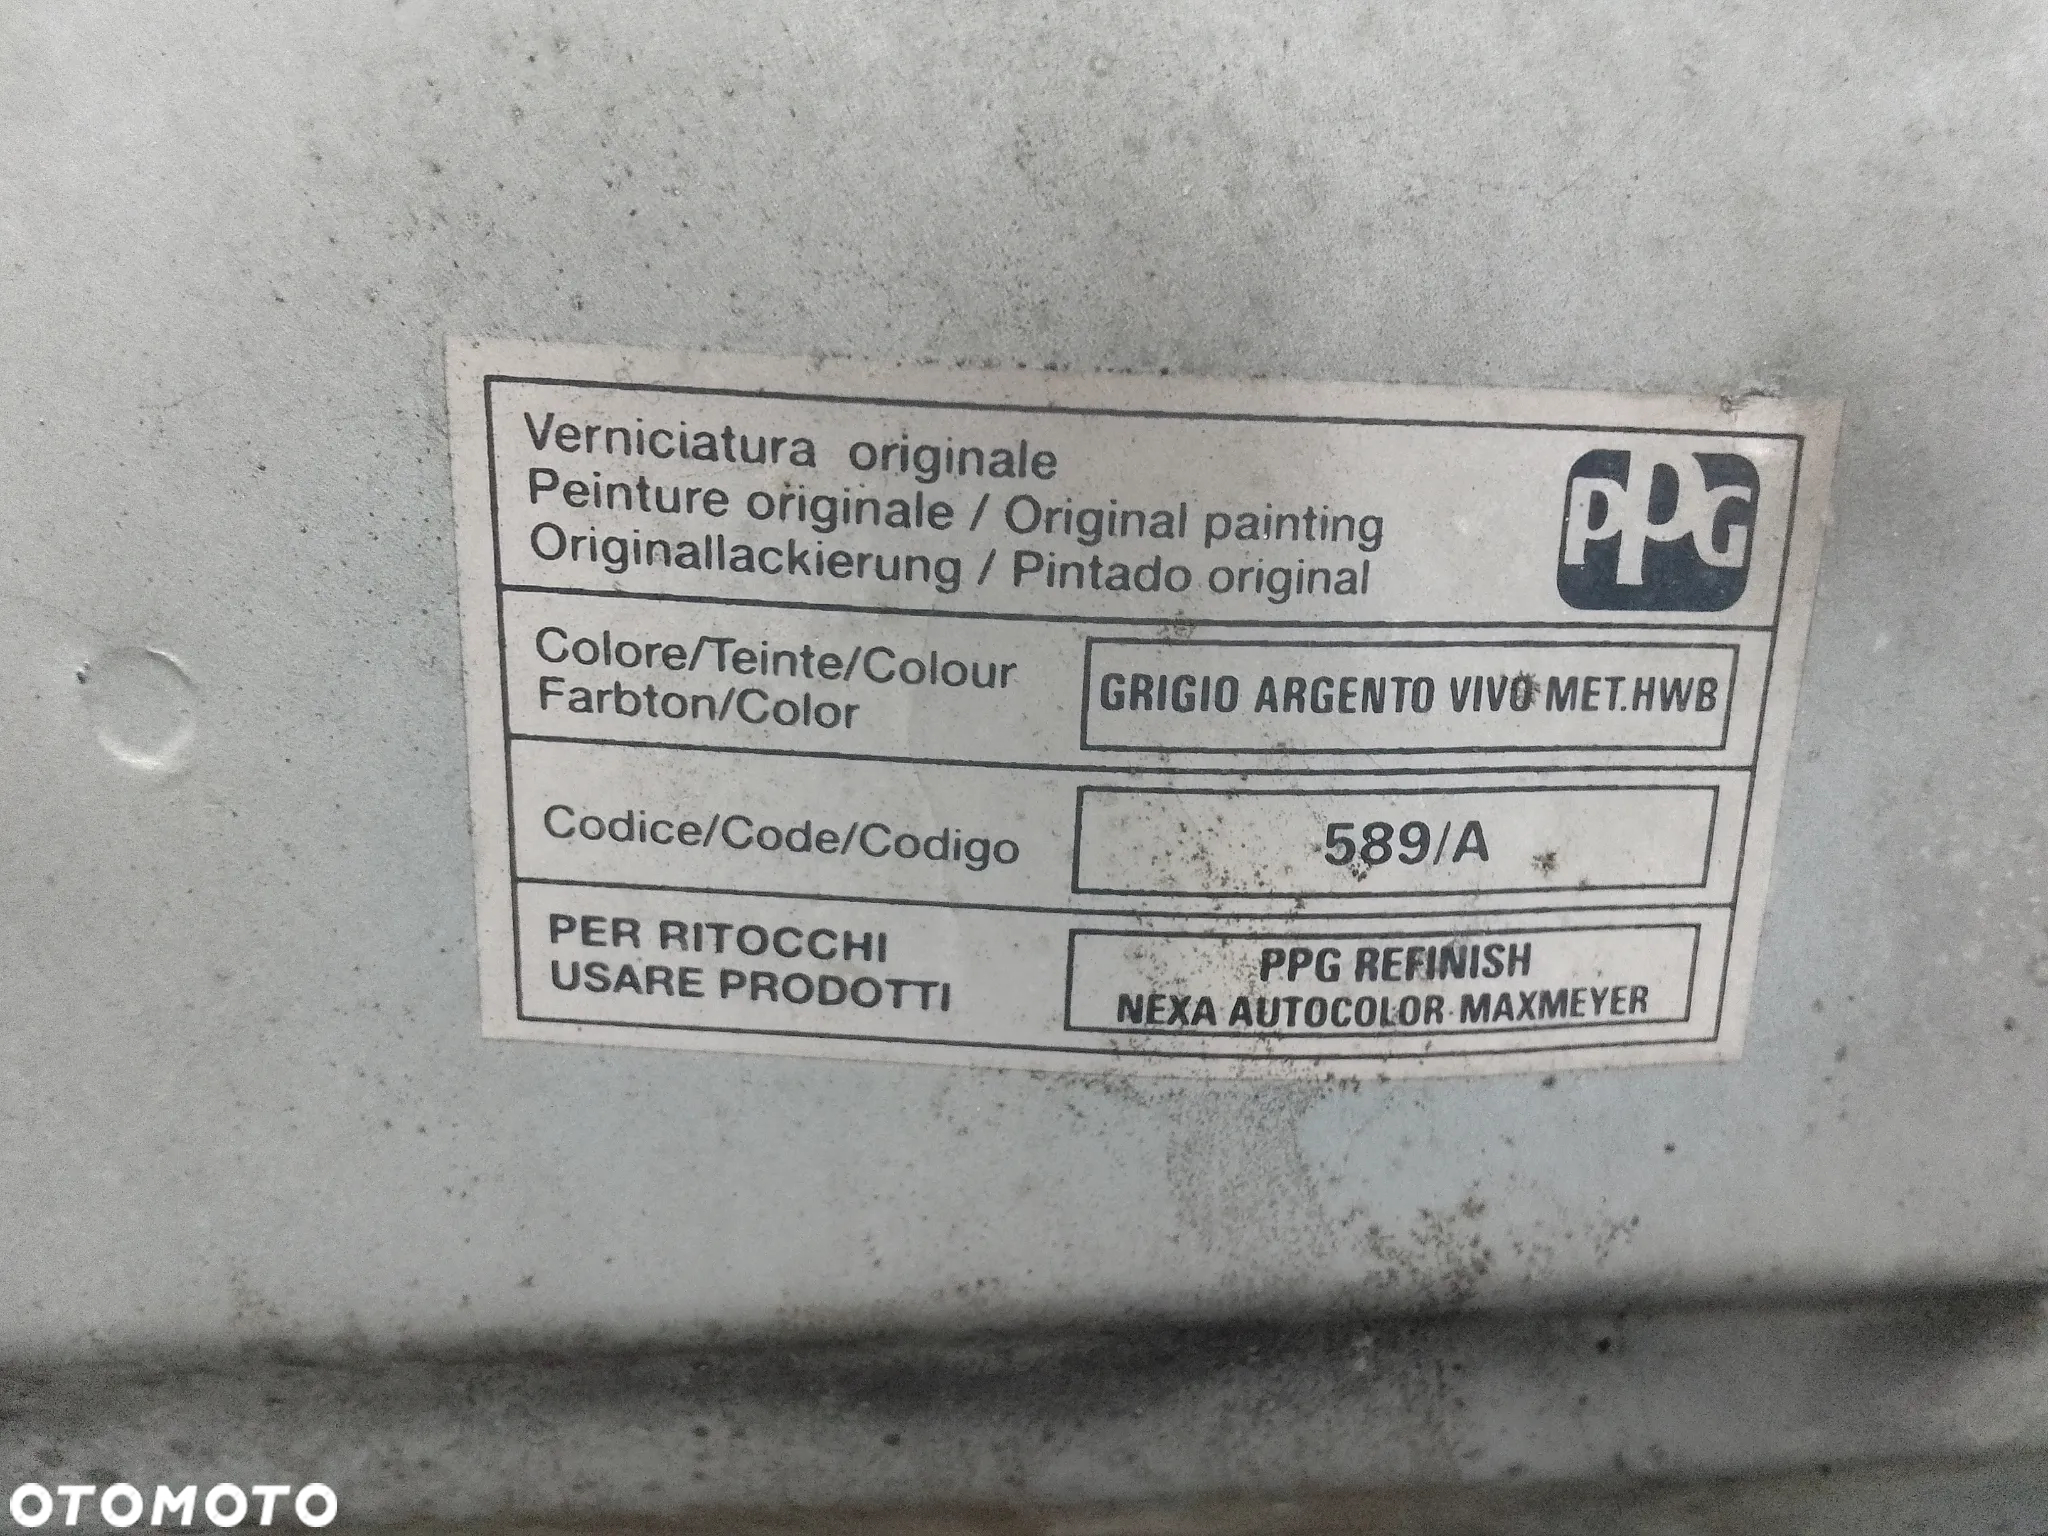 Verniciatura originale
Peinture originale / Original painting
Originallackierung / Pintado original
PPG
Colore/Teinte/Colour
Farbton/Color
GRIGIO ARGENTO VIVO MET.HWB
Codice/Code/Codigo
589/A
PER RITOCCHI
USARE PRODOTTI
PPG REFINISH
NEXA AUTOCOLOR-MAXMEYER
OTOMOTO